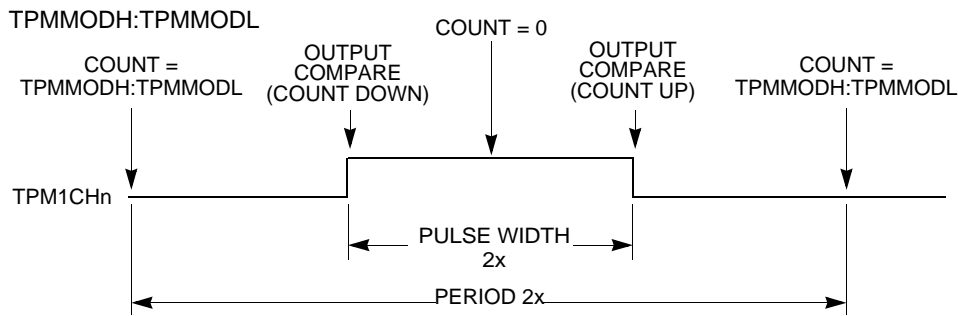 TPMMODH:TPMMODL
COUNT =
TPMMODH:TPMMODL
OUTPUT
COMPARE
(COUNT DOWN)
COUNT = 0
OUTPUT
COMPARE
(COUNT UP)
COUNT =
TPMMODH:TPMMODL
TPM1CHn
PULSE WIDTH
2x
PERIOD 2x